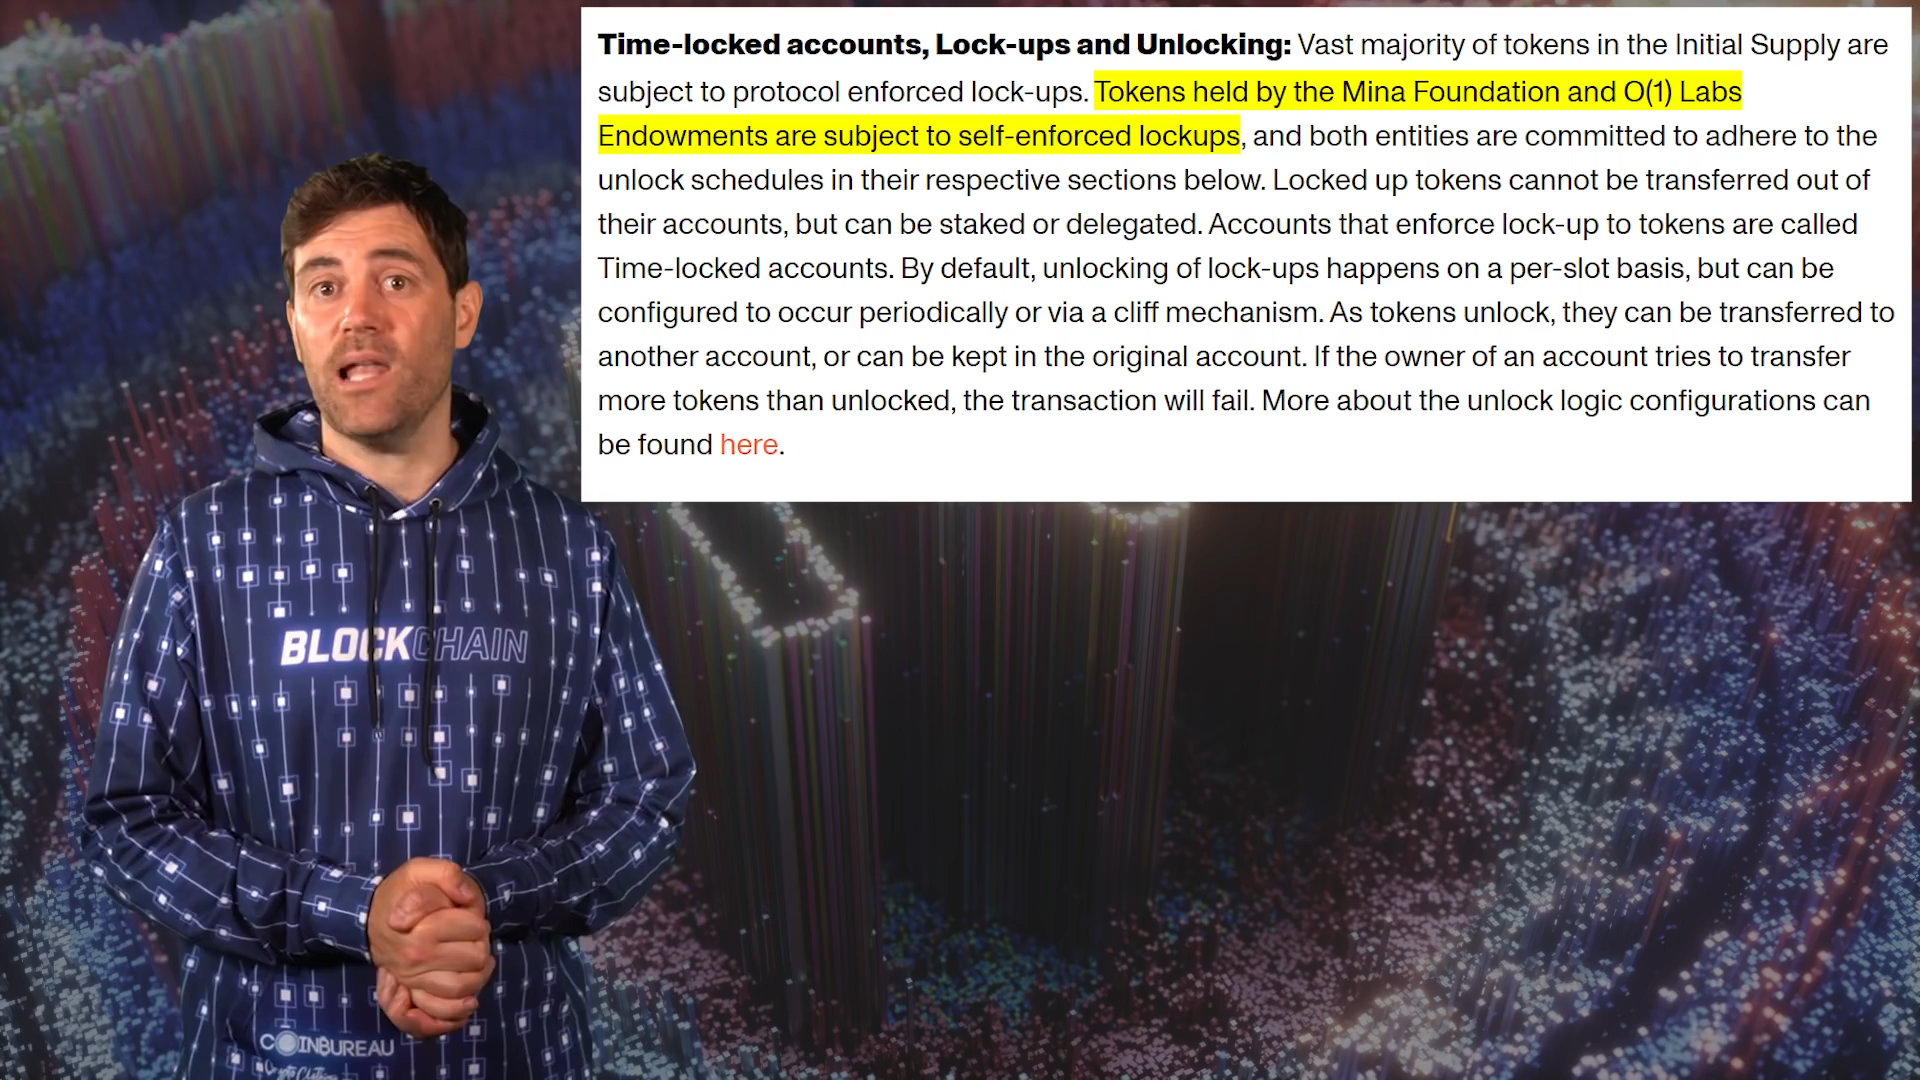 Time-locked accounts, Lock-ups and Unlocking: Vast majority of tokens in the Initial Supply are
subject to protocol enforced lock-ups. Tokens held by the Mina Foundation and O(1) Labs
Endowments are subject to self-enforced lockups, and both entities are committed to adhere to the
unlock schedules in their respective sections below. Locked up tokens cannot be transferred out of
their accounts, but can be staked or delegated. Accounts that enforce lock-up to tokens are called
Time-locked accounts. By default, unlocking of lock-ups happens on a per-slot basis, but can be
configured to occur periodically or via a cliff mechanism. As tokens unlock, they can be transferred to
another account, or can be kept in the original account. If the owner of an account tries to transfer
more tokens than unlocked, the transaction will fail. More about the unlock logic configurations can
be found here.
BLOCKCHAIN
COINBUREAU